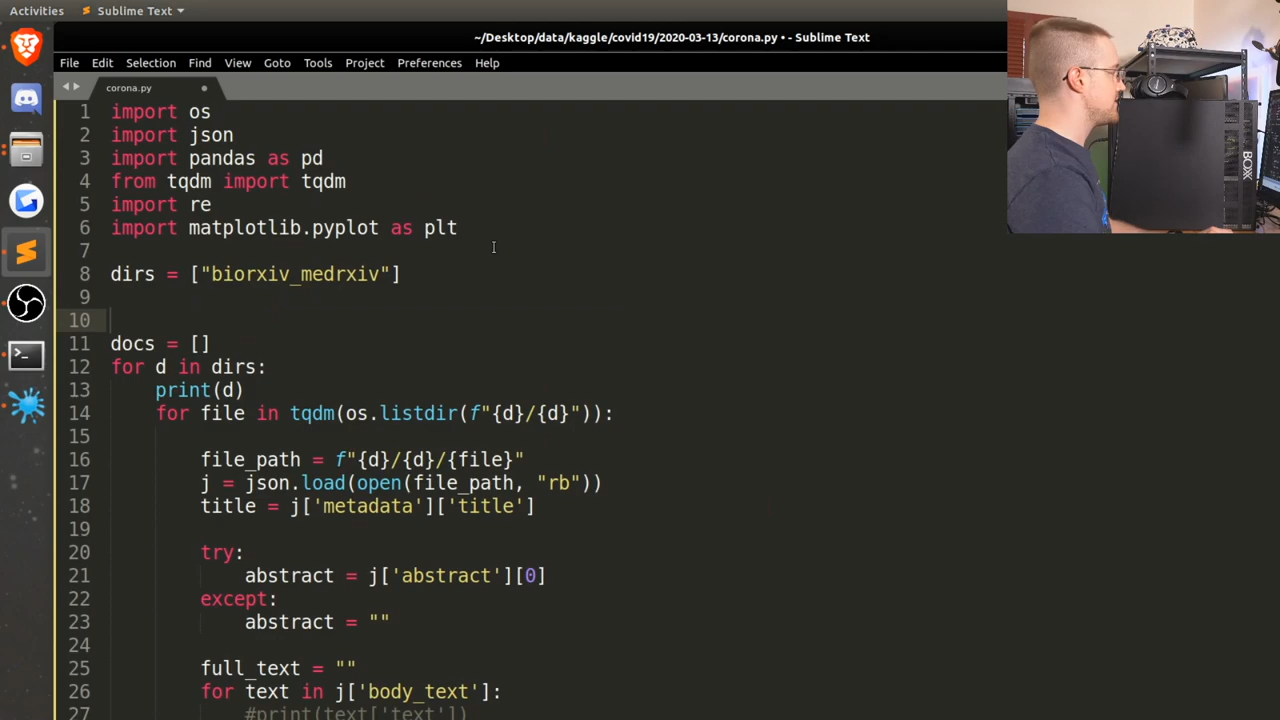 Activities
Sublime Text
~/Desktop/data/kaggle/covid19/2020-03-13/corona.py • - Sublime Text
File Edit Selection Find View Goto Tools Project Preferences Help
corona.py
1 import os
2 import json
3 import pandas as pd
4 from tqdm import tqdm
5 import re
6 import matplotlib.pyplot as plt
7
8 dirs = ["biorxiv_medrxiv"]
9
10
11 docs = []
12 for d in dirs:
13     print(d)
14     for file in tqdm(os.listdir(f"{d}/{d}")):
15
16         file_path = f"{d}/{d}/{file}"
17         j = json.load(open(file_path, "rb"))
18         title = j['metadata']['title']
19
20         try:
21             abstract = j['abstract'][0]
22         except:
23             abstract = ""
24
25         full_text = ""
26         for text in j['body_text']:
27             #print(text['text'])
BOXX